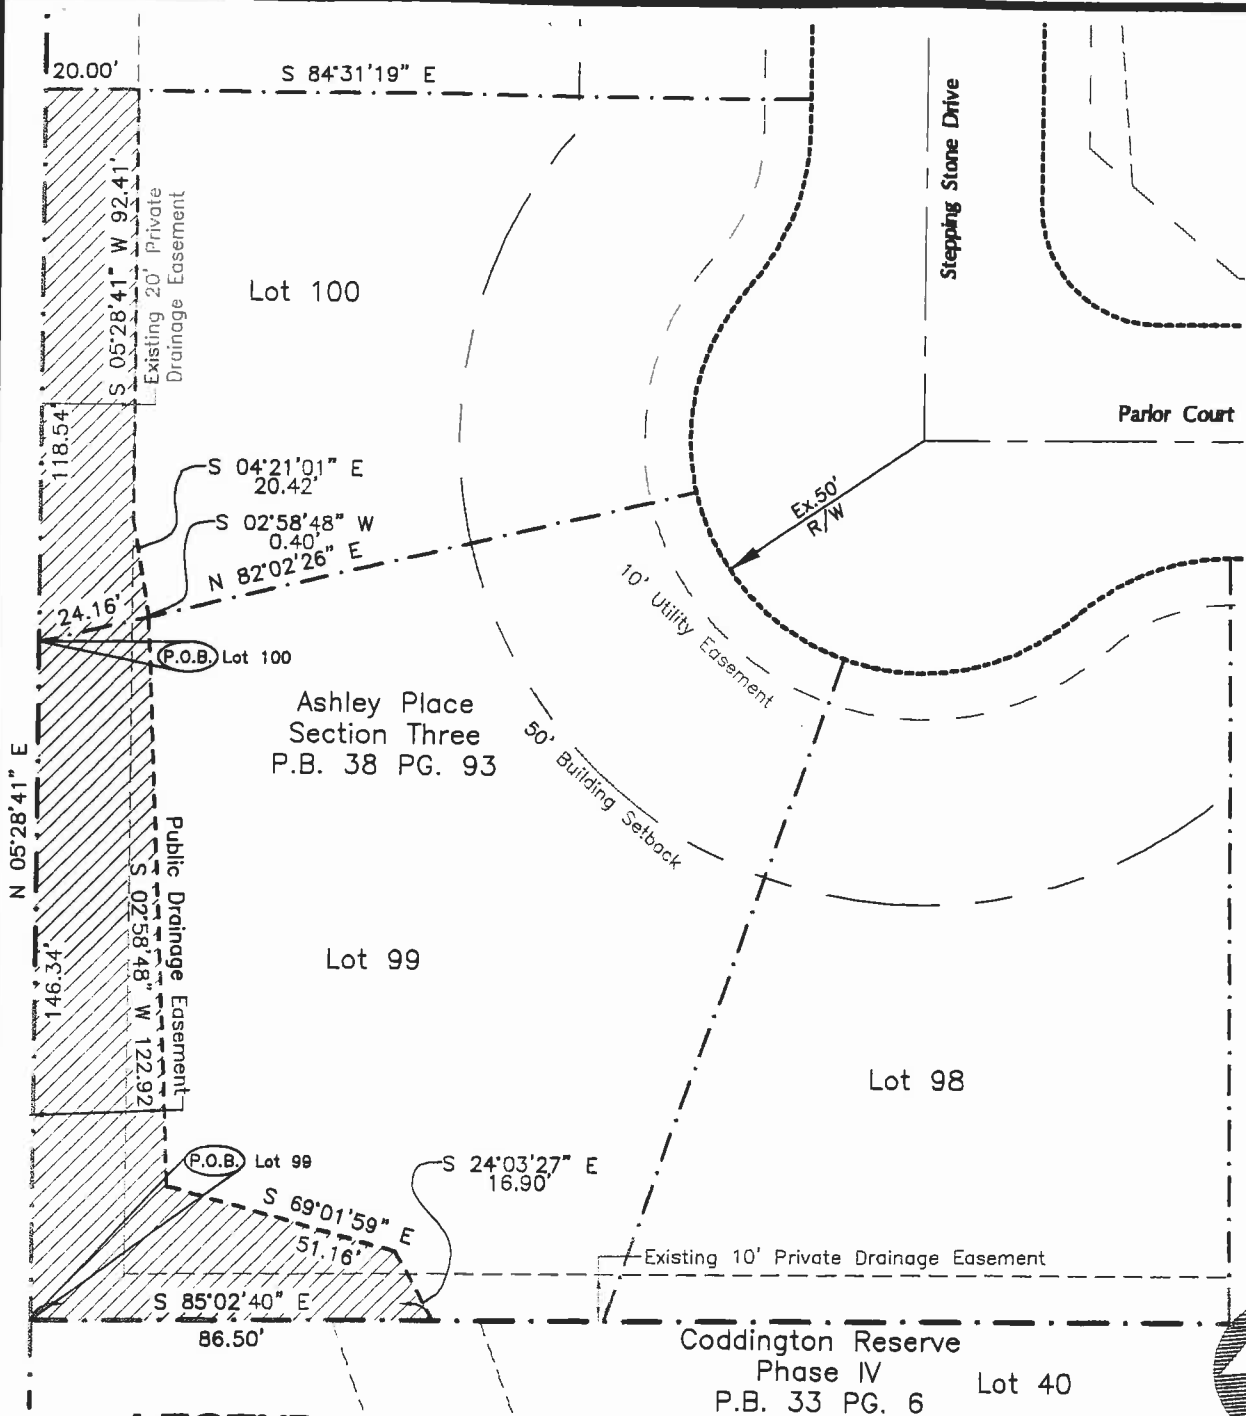 20.00'
S 84°31'19" E
Stepping Stone Drive
S 05°28'41" W 92.41'
Existing 20' Private
Drainage Easement
Lot 100
Parlor Court
118.54'
S 04°21'01" E
20.42'
S 02°58'48" W
0.40'
N 82°02'26" E
Ex.50'
R/W
24.16'
10' Utility Easement
P.O.B. Lot 100
Ashley Place
Section Three
P.B. 38 PG. 93
50' Building Setback
N 05°28'41" E
Public Drainage Easement
S 02°58'48" W 122.92'
146.34'
Lot 99
Lot 98
P.O.B. Lot 99
S 24°03'27" E
16.90'
S 69°01'59" E
51.16'
Existing 10' Private Drainage Easement
S 85°02'40" E
86.50'
Coddington Reserve
Phase IV
P.B. 33 PG. 6
Lot 40